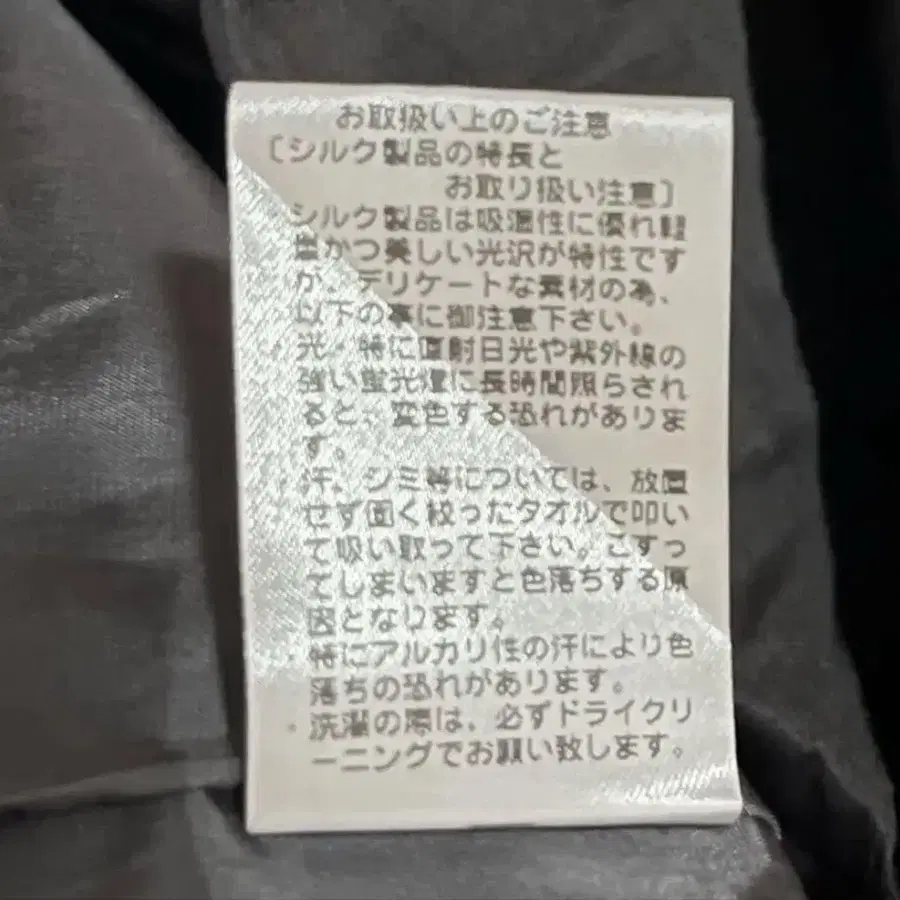 お取扱い上のご注意
〔シルク製品の特長と
お取り扱い注意〕
シルク製品は吸湿性に優れ軽
量かつ美しい光沢が特性です
が、デリケートな素材の為、
以下の事に御注意下さい。
・光・特に直射日光や紫外線の
強い蛍光燈に長時間照らされ
ると、変色する恐れがありま
す。
・汗、シミ等については、放置
せず固く絞ったタオルで叩い
て吸い取って下さい。こすっ
てしまいますと色落ちする原
因となります。
・特にアルカリ性の汗により色
落ちの恐れがあります。
・洗濯の際は、必ずドライクリ
ーニングでお願い致します。